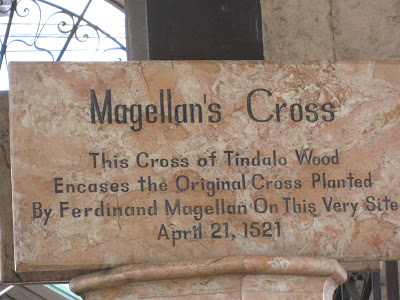 Magellan's Cross
This Cross of Tindalo Wood
Encases the Original Cross Planted
By Ferdinand Magellan On This Very Site
April 21, 1521